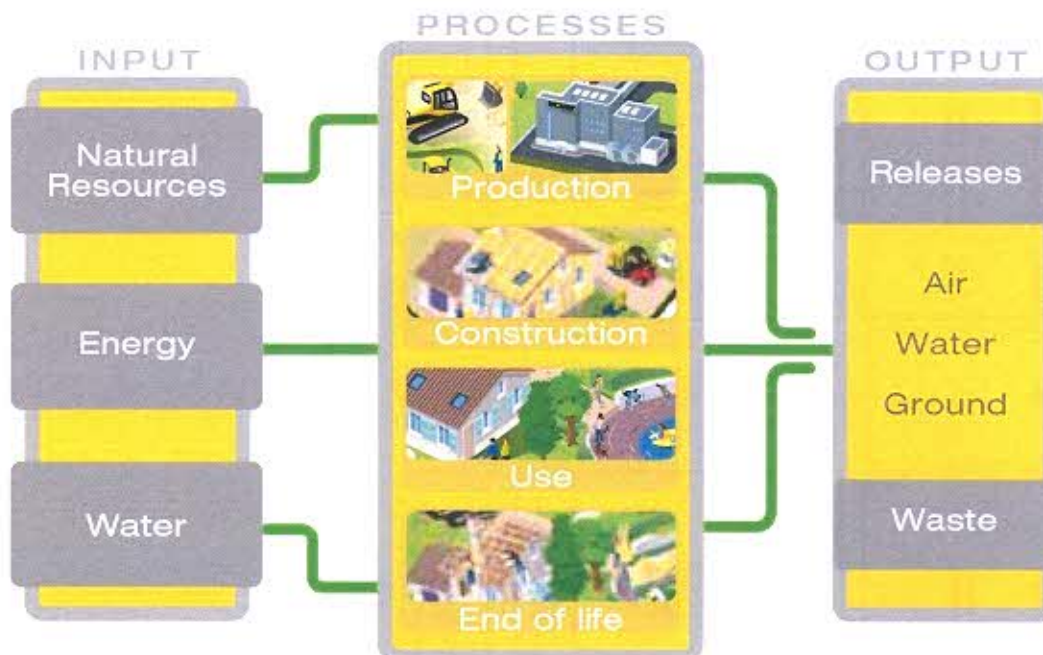 INPUT
PROCESSES
OUTPUT
Natural
Resources
Energy
Water
Production
Construction
Use
End of life
Releases
Air
Water
Ground
Waste